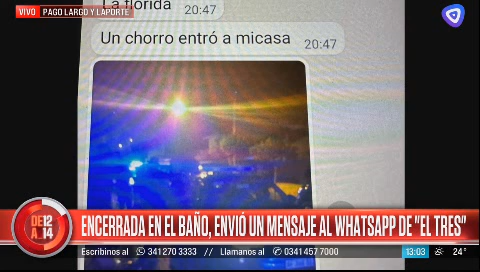 VIVO PAGO LARGO Y LAPORTE
La florida
20:47
Un chorro entró a micasa 20:47
DE 12 A 14
ENCERRADA EN EL BAÑO, ENVIÓ UN MENSAJE AL WHATSAPP DE "EL TRES"
Escribinos al 341 270 3333 // Llamanos al 0341 457 7000 13:03 24°